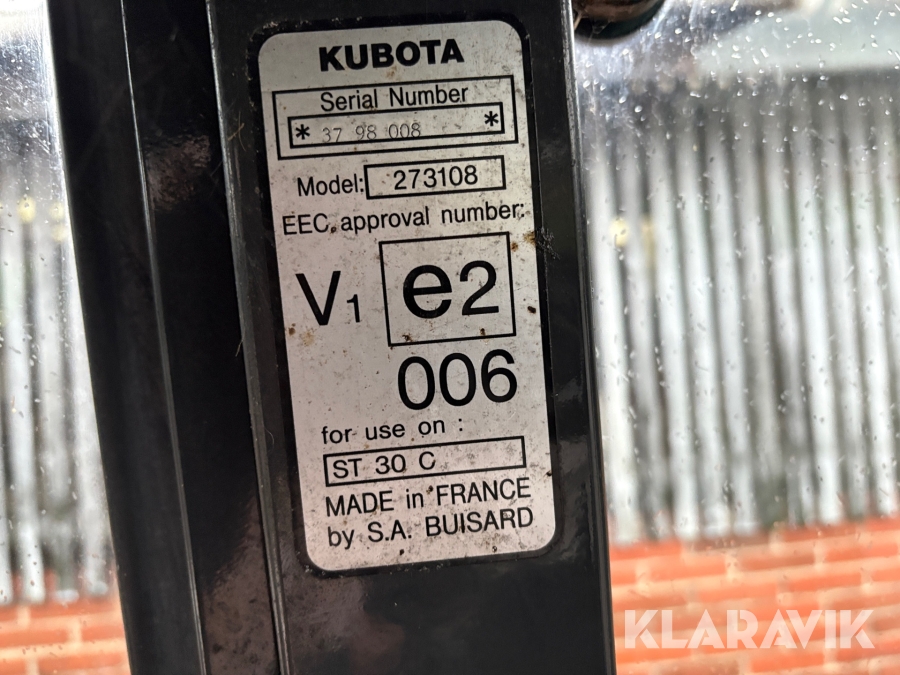 KUBOTA
Serial Number
* 37 98 008 *
Model: 273108
EEC approval number:
V1 e2
006
for use on :
ST 30 C
MADE in FRANCE
by S.A. BUISARD
KLARAVIK